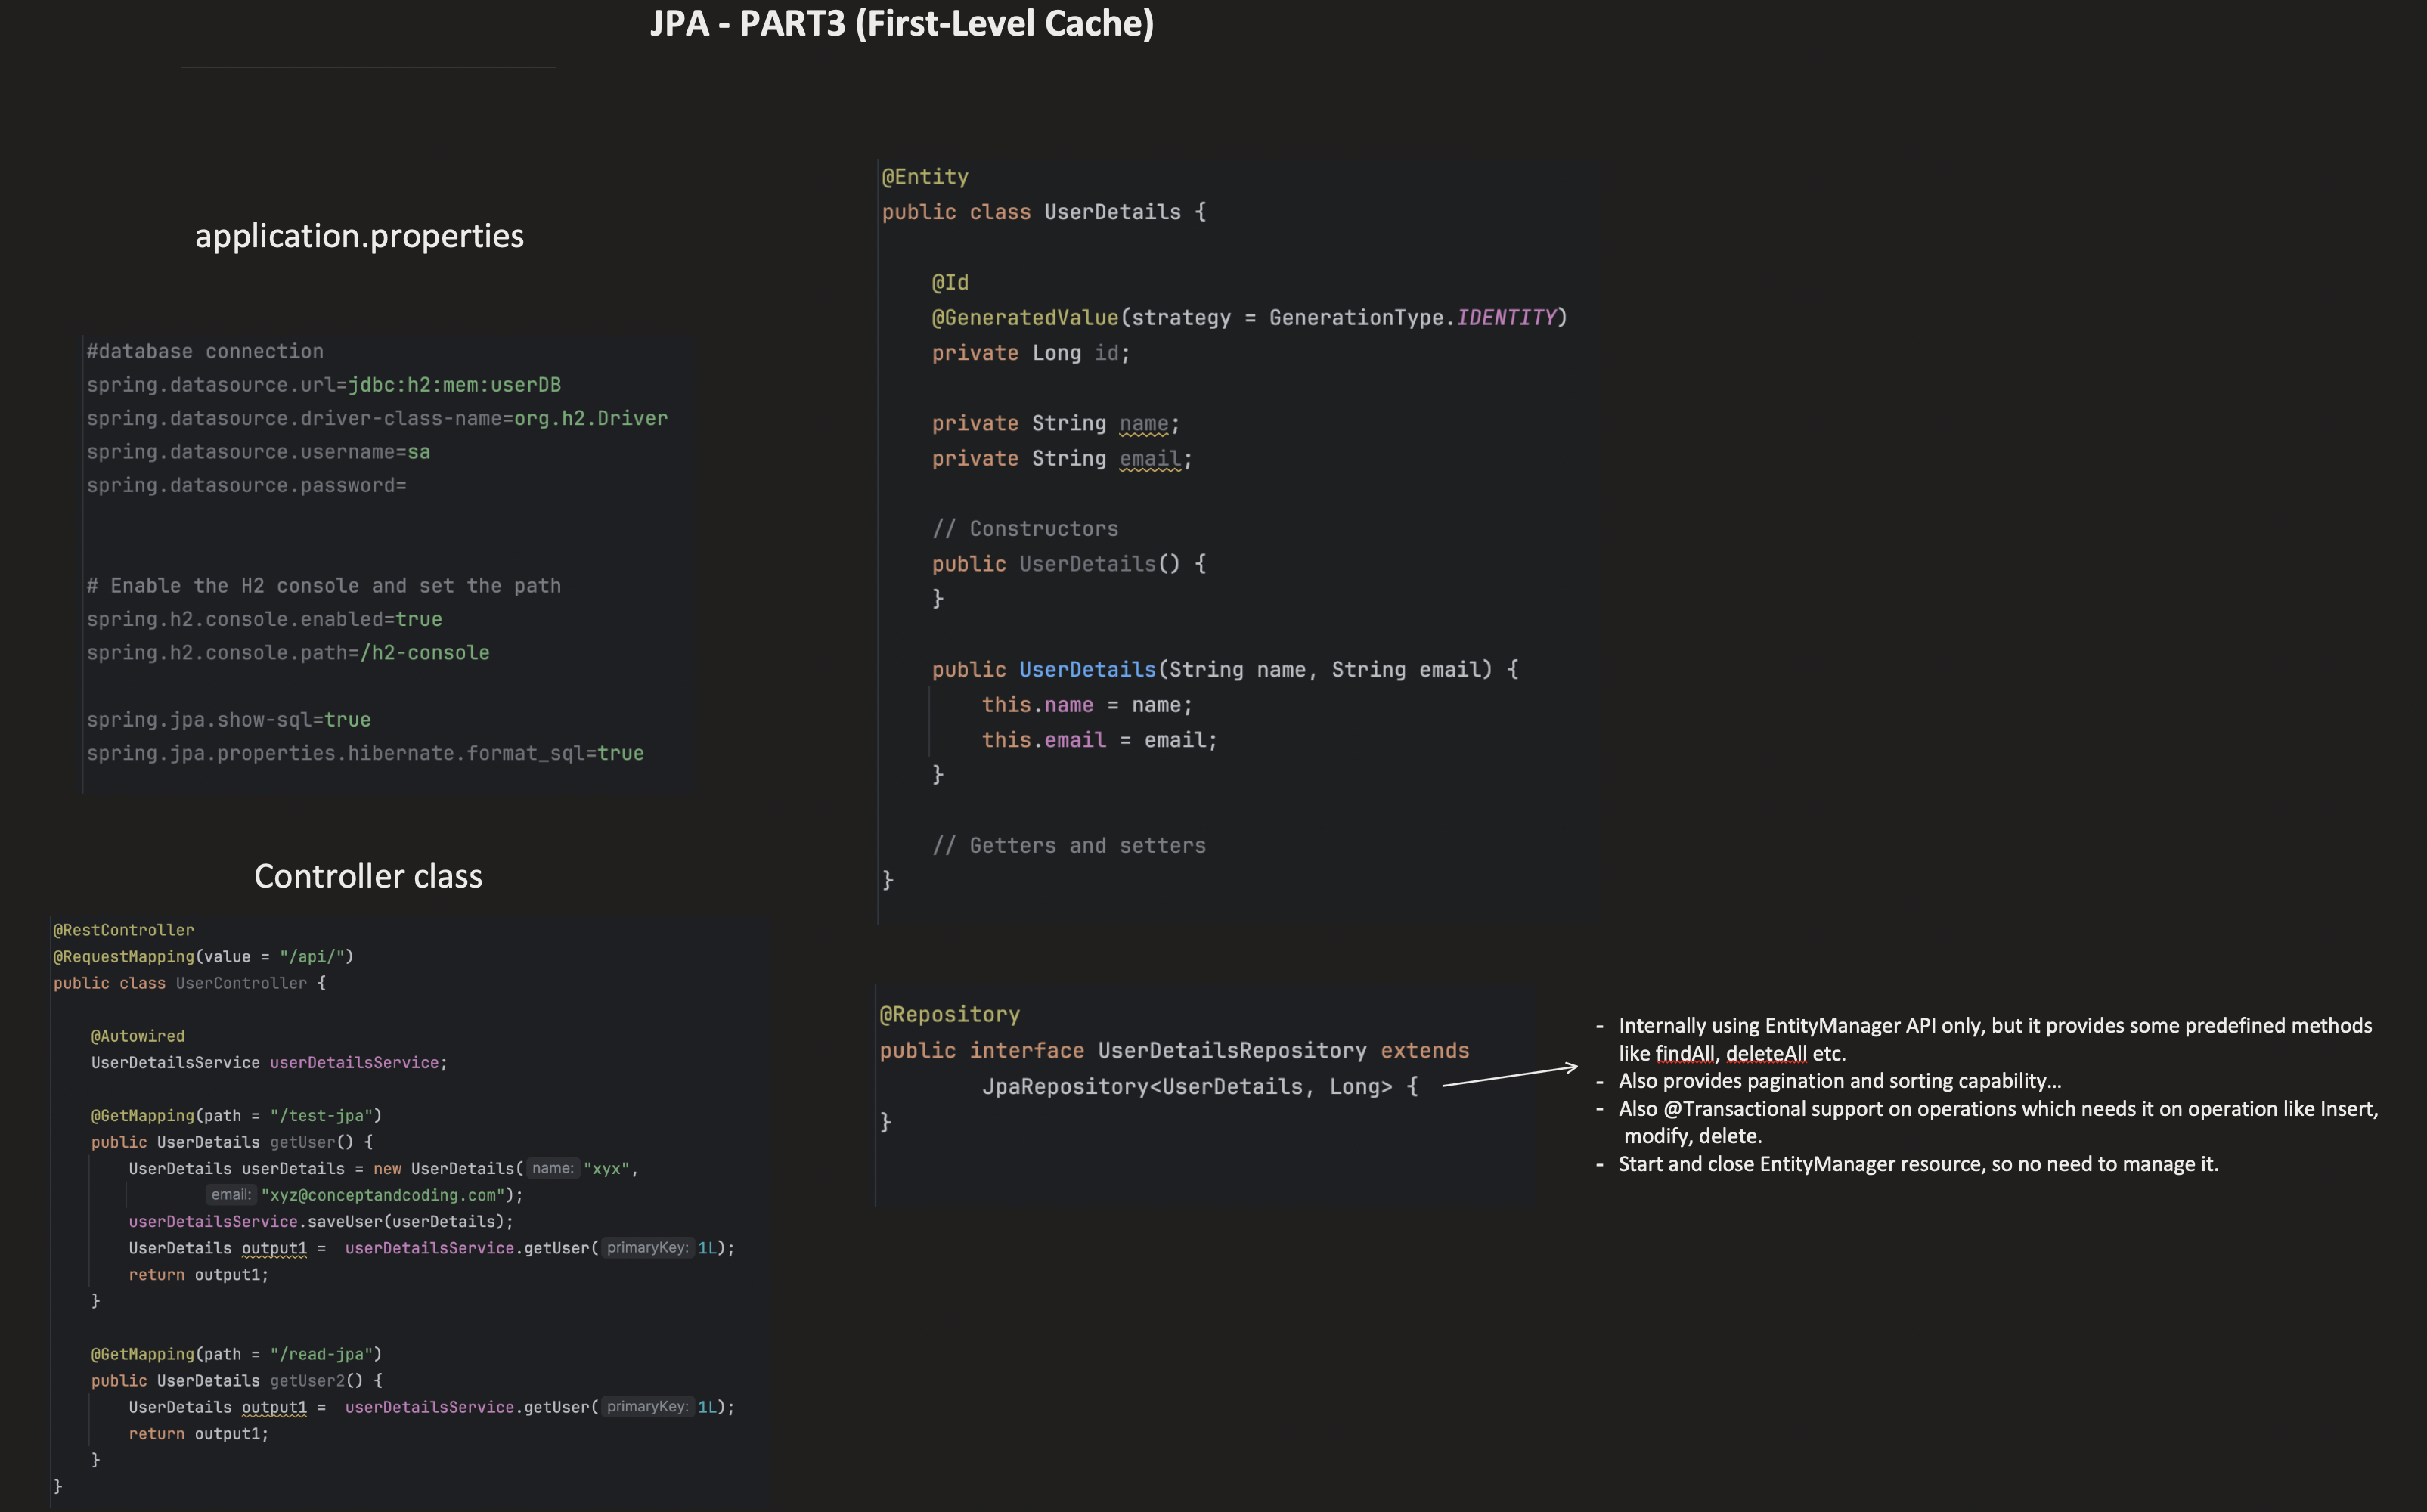 JPA - PART3 (First-Level Cache)
application.properties
#database connection
spring.datasource.url=jdbc:h2:mem:userDB
spring.datasource.driver-class-name=org.h2.Driver
spring.datasource.username=sa
spring.datasource.password=
# Enable the H2 console and set the path
spring.h2.console.enabled=true
spring.h2.console.path=/h2-console
spring.jpa.show-sql=true
spring.jpa.properties.hibernate.format_sql=true
Controller class
@RestController
@RequestMapping(value = "/api/")
public class UserController {
@Autowired
UserDetailsService userDetailsService;
@GetMapping(path = "/test-jpa")
public UserDetails getUser() {
UserDetails userDetails = new UserDetails( name: "xyx",
email: "xyz@conceptandcoding.com");
userDetailsService.saveUser(userDetails);
UserDetails output1 =  userDetailsService.getUser( primaryKey: 1L);
return output1;
}
@GetMapping(path = "/read-jpa")
public UserDetails getUser2() {
UserDetails output1 =  userDetailsService.getUser( primaryKey: 1L);
return output1;
}
}
@Entity
public class UserDetails {
@Id
@GeneratedValue(strategy = GenerationType.IDENTITY)
private Long id;
private String name;
private String email;
// Constructors
public UserDetails() {
}
public UserDetails(String name, String email) {
this.name = name;
this.email = email;
}
// Getters and setters
}
@Repository
public interface UserDetailsRepository extends
JpaRepository<UserDetails, Long> {
}
- Internally using EntityManager API only, but it provides some predefined methods
like findAll, deleteAll etc.
- Also provides pagination and sorting capability...
- Also @Transactional support on operations which needs it on operation like Insert,
modify, delete.
- Start and close EntityManager resource, so no need to manage it.